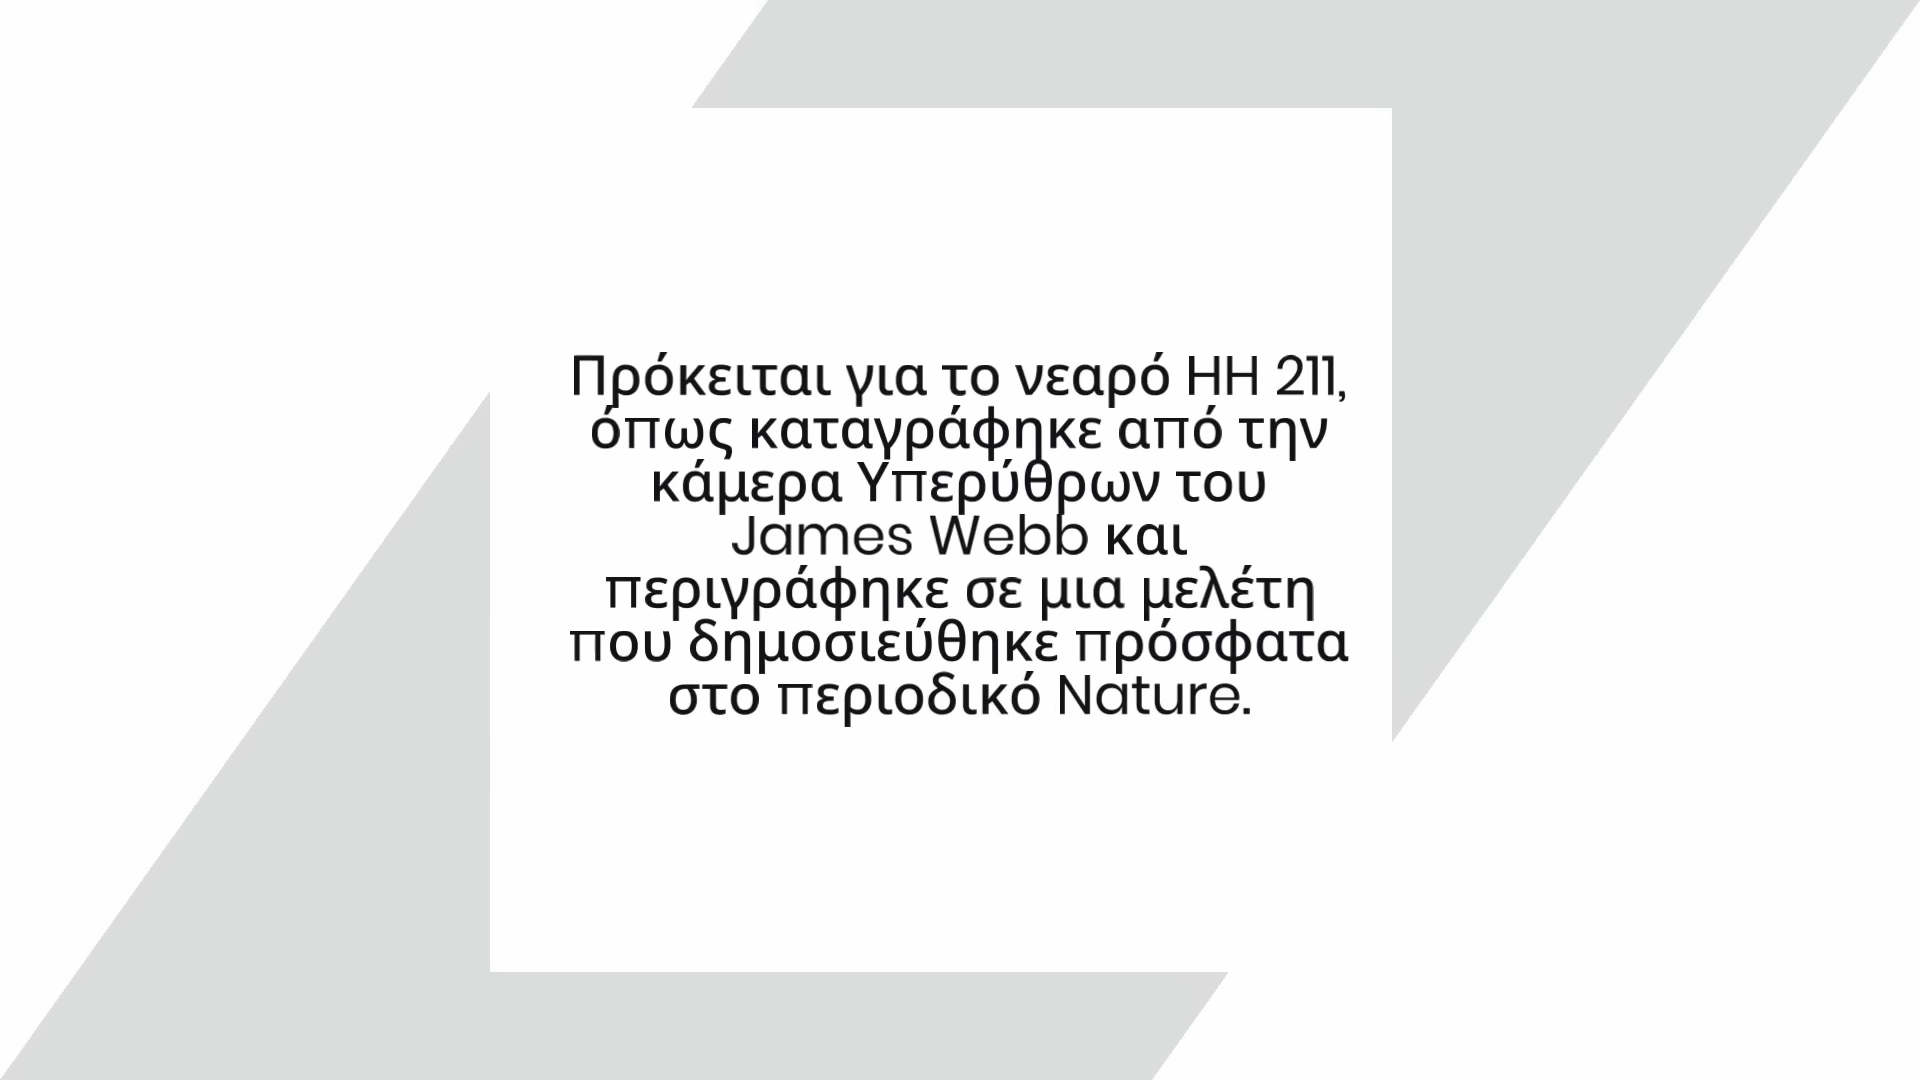 Πρόκειται για το νεαρό HH 211,
όπως καταγράφηκε από την
κάμερα Υπερύθρων του
James Webb και
περιγράφηκε σε μια μελέτη
που δημοσιεύθηκε πρόσφατα
στο περιοδικό Nature.